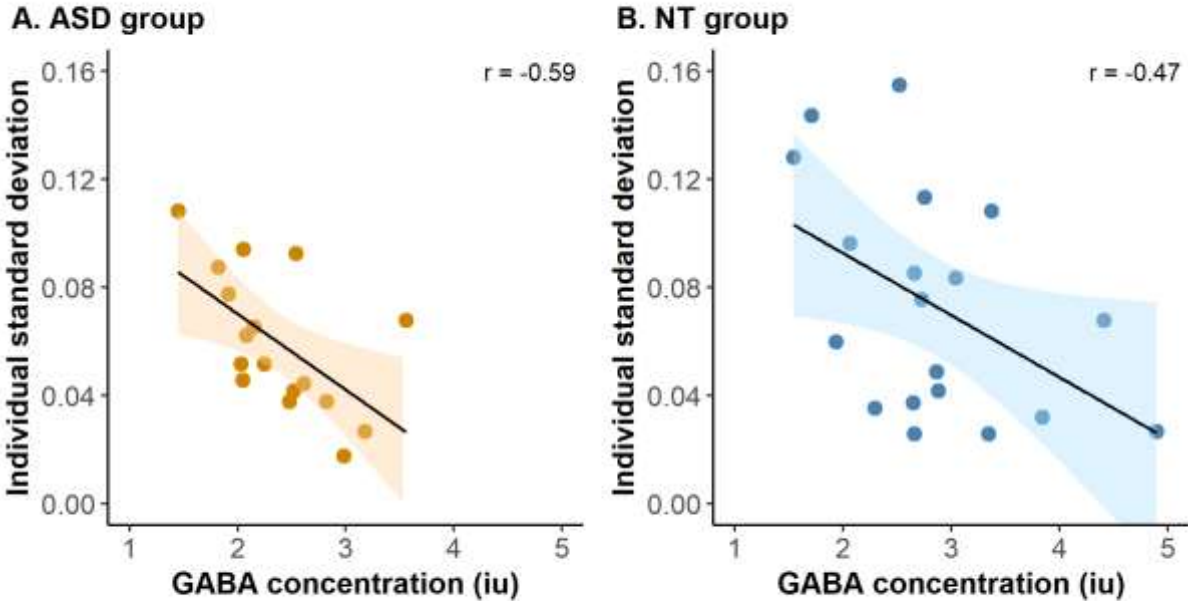 A. ASD group
r = -0.59
Individual standard deviation
0.16
0.12
0.08
0.04
0.00
1 2 3 4 5
GABA concentration (iu)
B. NT group
r = -0.47
Individual standard deviation
0.16
0.12
0.08
0.04
0.00
1 2 3 4 5
GABA concentration (iu)